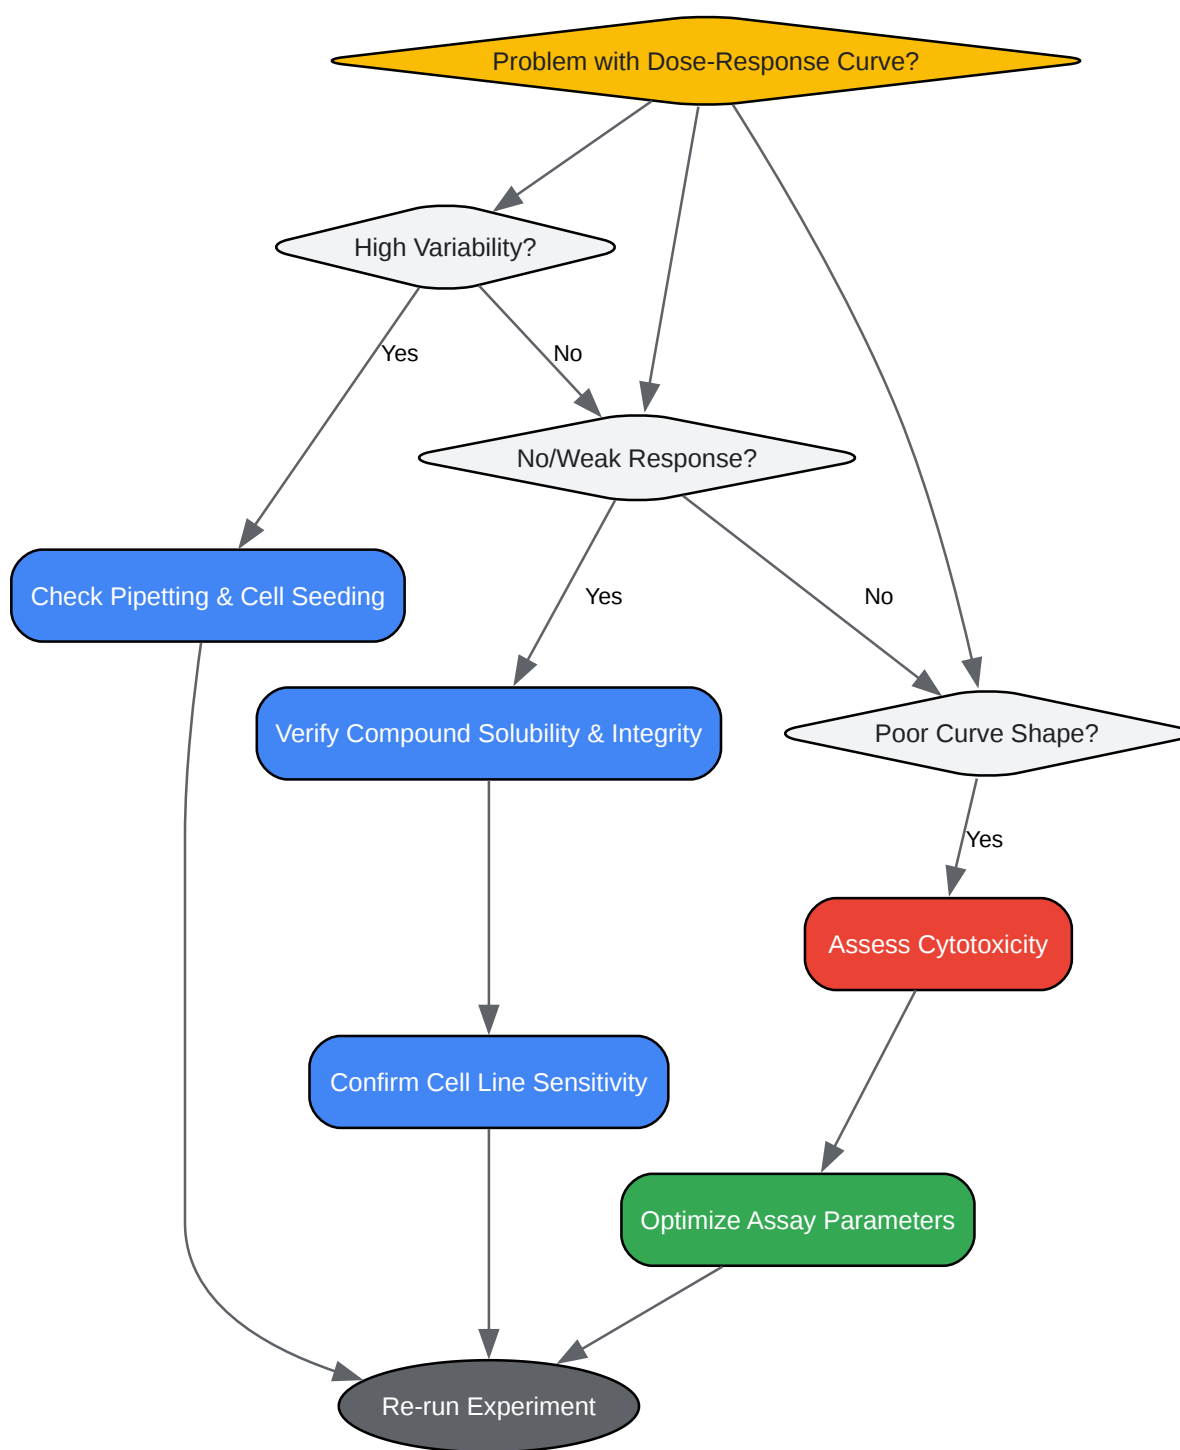 Problem with Dose-Response Curve?
High Variability?
Yes
No
No/Weak Response?
Check Pipetting & Cell Seeding
Yes
No
Verify Compound Solubility & Integrity
Poor Curve Shape?
Yes
Assess Cytotoxicity
Confirm Cell Line Sensitivity
Optimize Assay Parameters
Re-run Experiment